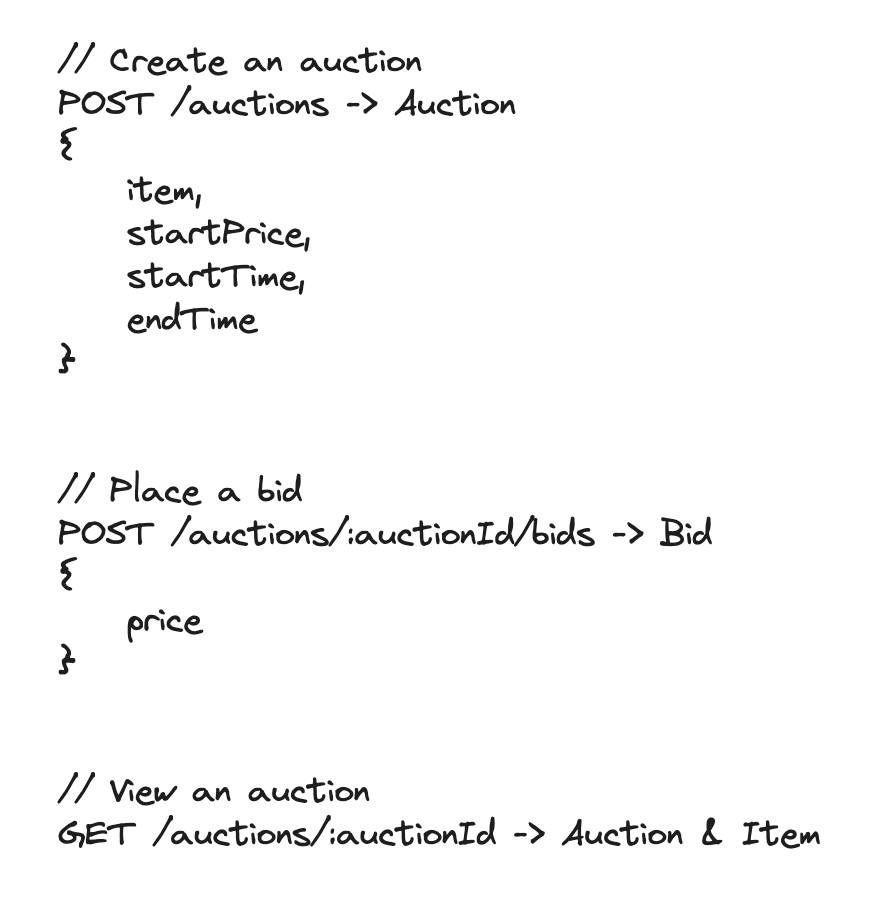 // Create an auction
POST /auctions -> Auction
{
item,
startPrice,
startTime,
endTime
}
// Place a bid
POST /auctions/:auctionId/bids -> Bid
{
price
}
// View an auction
GET /auctions/:auctionId -> Auction & Item